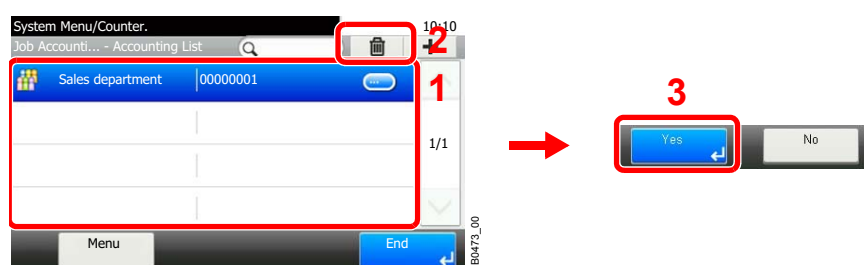 System Menu/Counter. 10:10
Job Accounti... - Accounting List
2
Sales department 00000001 ...
1
1/1
Menu End
B0473_00
3
Yes No